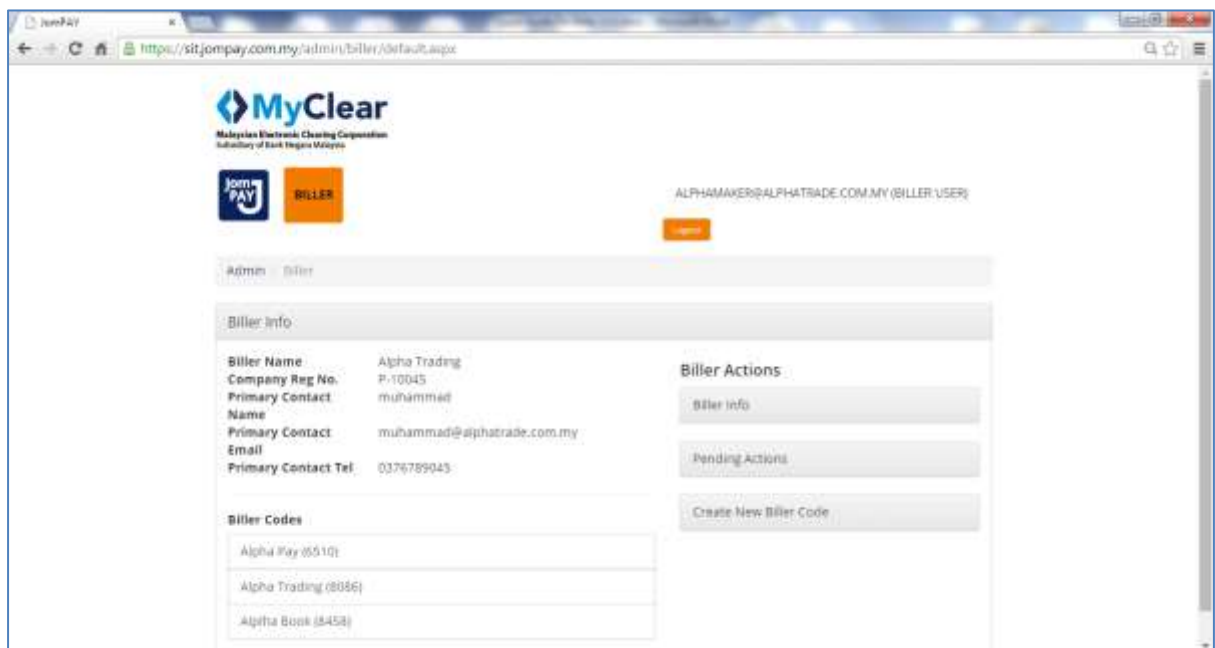 JomPAY
https://sit.jompay.com.my/admin/biller/default.aspx
MyClear
Malaysian Electronic Clearing Corporation
Subsidiary of Bank Negara Malaysia
Jom
PAY
BILLER
ALPHAMAKER@ALPHATRADE.COM.MY (BILLER USER)
Logout
Admin Biller
Biller Info
Biller Name Alpha Trading
Company Reg No. P-10045
Primary Contact muhammad
Name
Primary Contact muhammad@alphatrade.com.my
Email
Primary Contact Tel 0376789045
Biller Actions
Biller Info
Pending Actions
Create New Biller Code
Biller Codes
Alpha Pay (6510)
Alpha Trading (8086)
Alpha Book (8458)